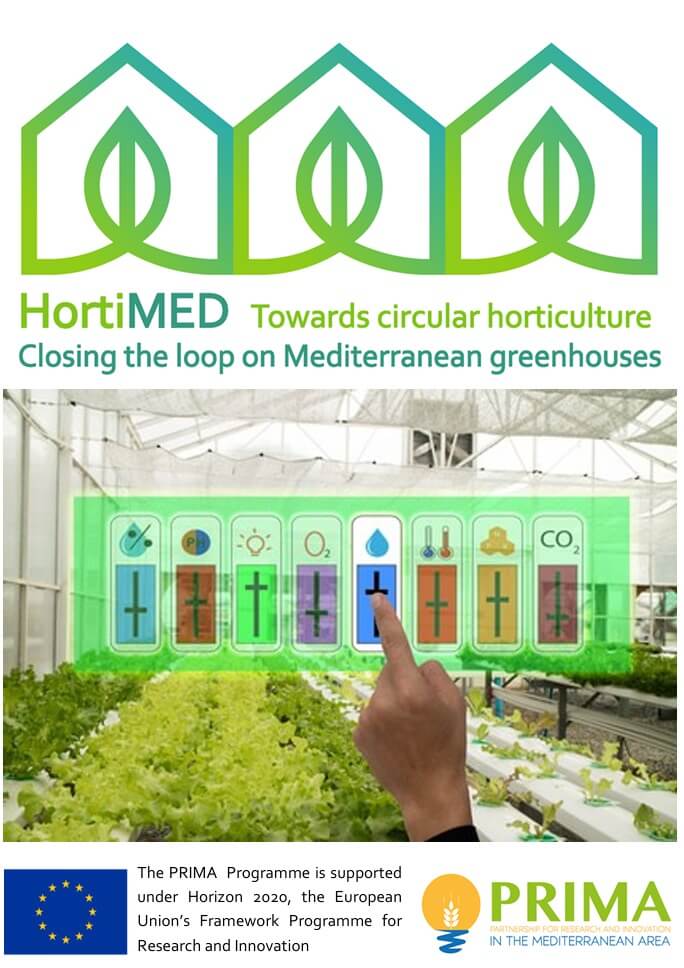 HortiMED Towards circular horticulture
Closing the loop on Mediterranean greenhouses
% PH O2 CO2
The PRIMA Programme is supported
under Horizon 2020, the European
Union's Framework Programme for
Research and Innovation
PRIMA
PARTNERSHIP FOR RESEARCH AND INNOVATION
IN THE MEDITERRANEAN AREA